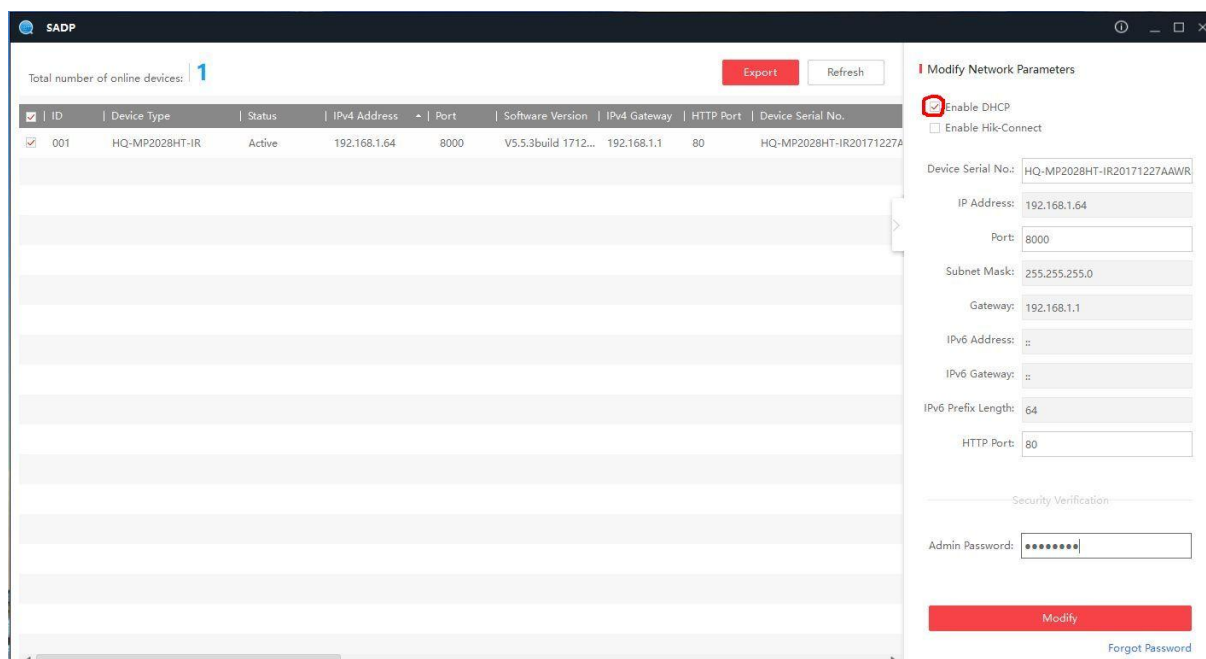 SADP
Total number of online devices: 1
Export
Refresh
ID | Device Type | Status | IPv4 Address | Port | Software Version | IPv4 Gateway | HTTP Port | Device Serial No.
001 HQ-MP2028HT-IR Active 192.168.1.64 8000 V5.5.3build 1712... 192.168.1.1 80 HQ-MP2028HT-IR20171227A
Modify Network Parameters
Enable DHCP
Enable Hik-Connect
Device Serial No.: HQ-MP2028HT-IR20171227AAWR
IP Address: 192.168.1.64
Port: 8000
Subnet Mask: 255.255.255.0
Gateway: 192.168.1.1
IPv6 Address: ::
IPv6 Gateway: ::
IPv6 Prefix Length: 64
HTTP Port: 80
Security Verification
Admin Password: ●●●●●●●●
Modify
Forgot Password